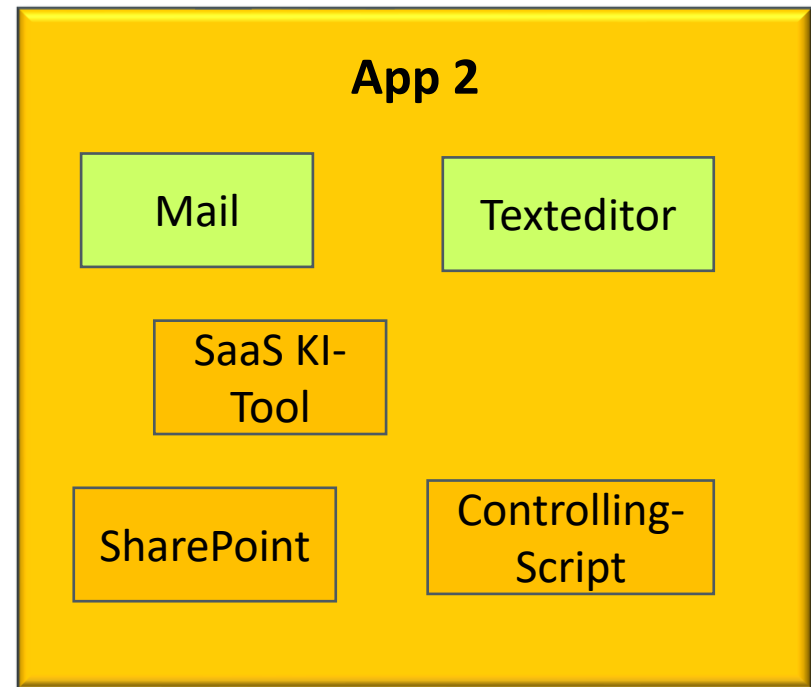 App 2
Mail
Texteditor
SaaS KI-
Tool
SharePoint
Controlling-
Script